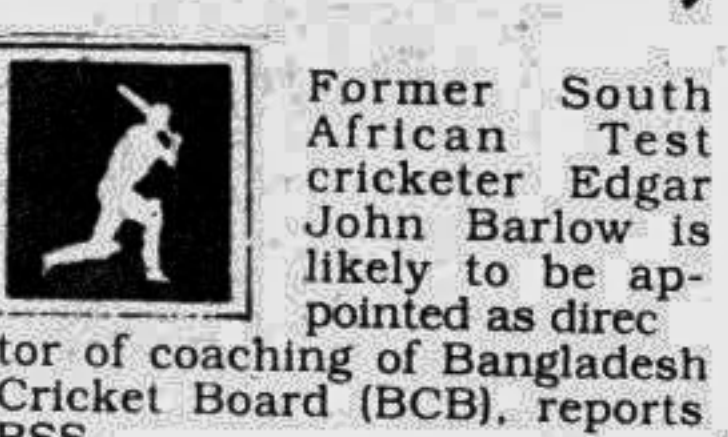 Former South
African Test
cricketer Edgar
John Barlow is
likely to be ap-
pointed as direc
tor of coaching of Bangladesh
Cricket Board (BCB), reports
BSS